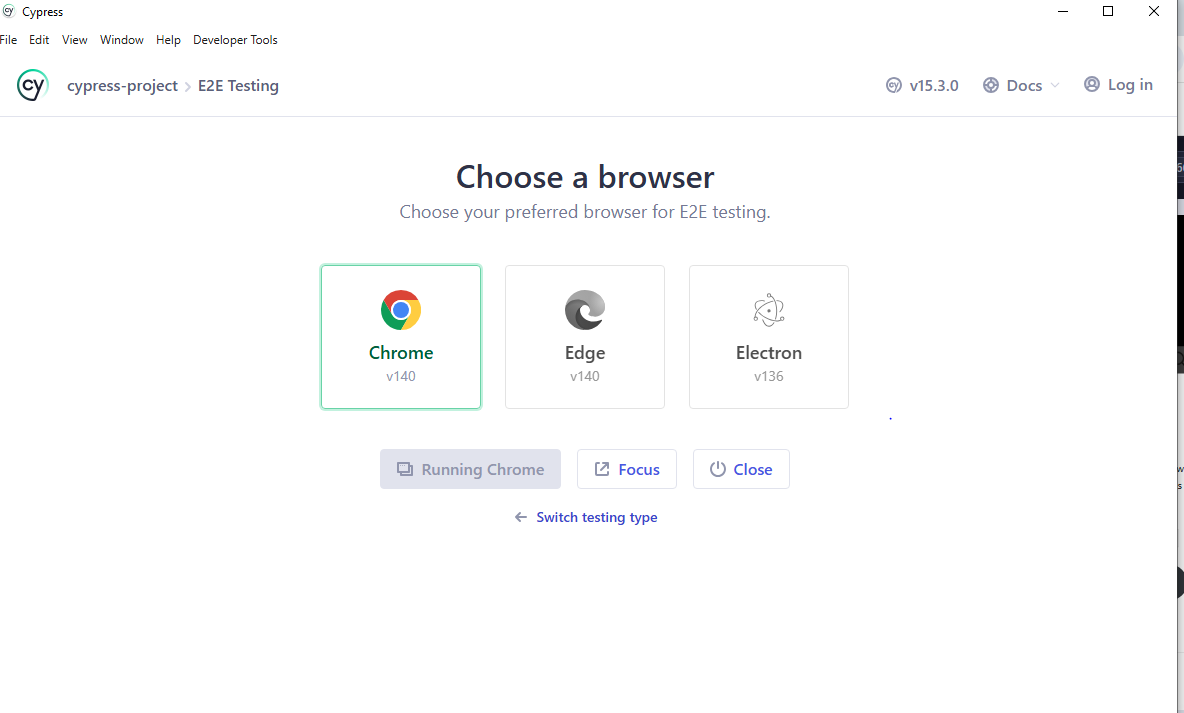 Cypress
File Edit View Window Help Developer Tools
cy cypress-project > E2E Testing cy v15.3.0 Docs Log in
Choose a browser
Choose your preferred browser for E2E testing.
Chrome Edge Electron
v140 v140 v136
Running Chrome Focus Close
← Switch testing type